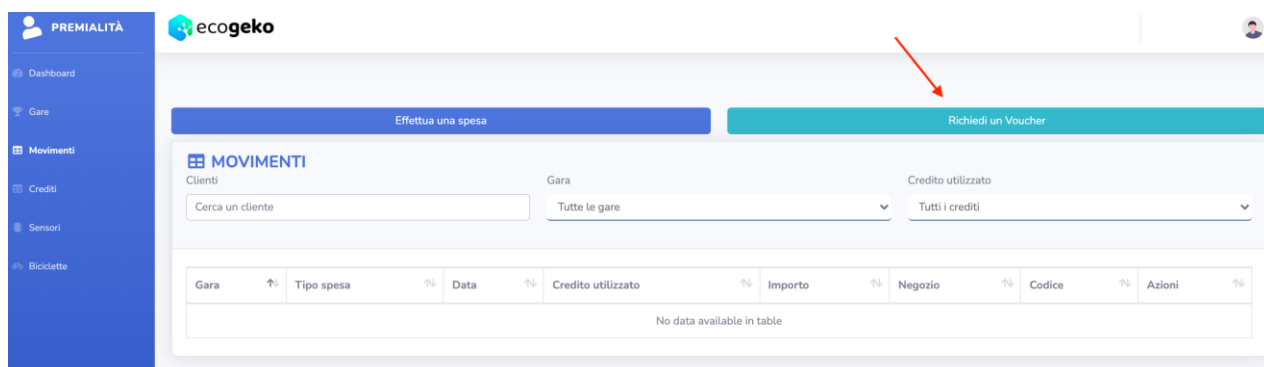 PREMIALITÀ
ecogeko
Dashboard
Gare
Movimenti
Crediti
Sensori
Biciclette
Effettua una spesa
Richiedi un Voucher
MOVIMENTI
Clienti
Gara
Credito utilizzato
Cerca un cliente
Tutte le gare
Tutti i crediti
Gara Tipo spesa Data Credito utilizzato Importo Negozio Codice Azioni
No data available in table